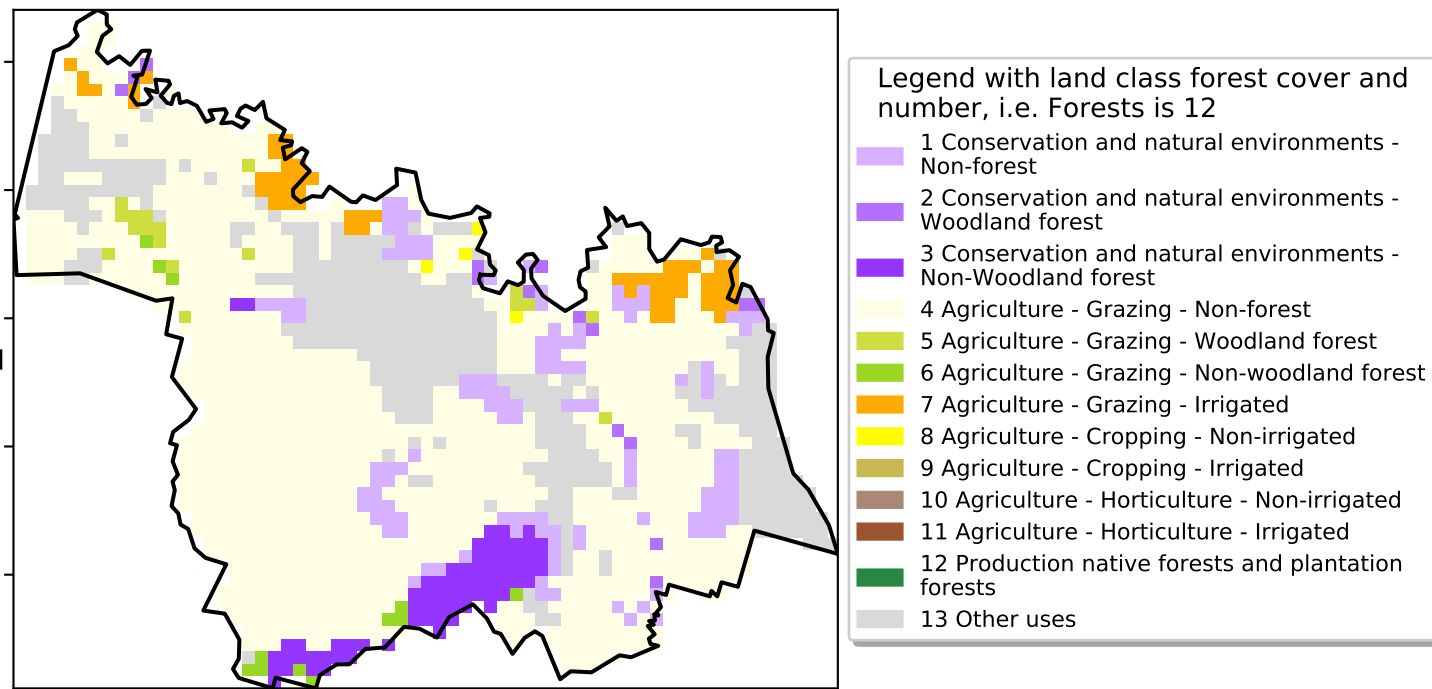 Legend with land class forest cover and
number, i.e. Forests is 12
1 Conservation and natural environments -
Non-forest
2 Conservation and natural environments -
Woodland forest
3 Conservation and natural environments -
Non-Woodland forest
4 Agriculture - Grazing - Non-forest
5 Agriculture - Grazing - Woodland forest
6 Agriculture - Grazing - Non-woodland forest
7 Agriculture - Grazing - Irrigated
8 Agriculture - Cropping - Non-irrigated
9 Agriculture - Cropping - Irrigated
10 Agriculture - Horticulture - Non-irrigated
11 Agriculture - Horticulture - Irrigated
12 Production native forests and plantation
forests
13 Other uses